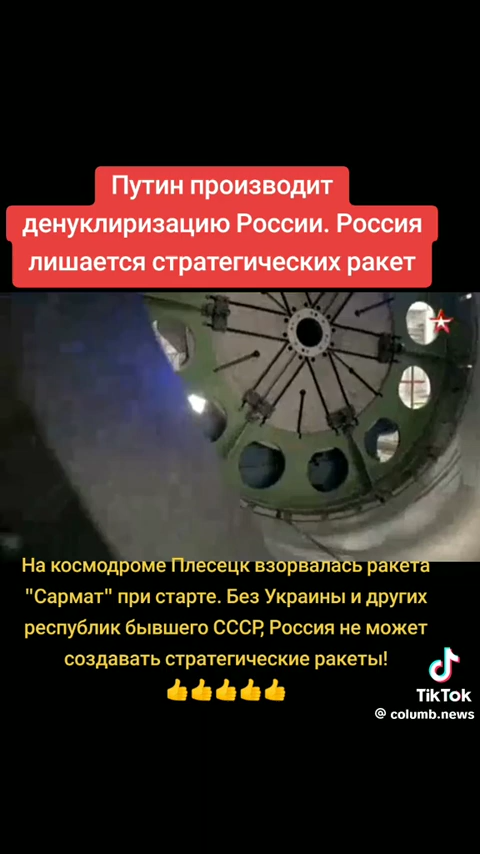 Путин производит
денуклиризацию России. Россия
лишается стратегических ракет
На космодроме Плесецк взорвалась ракета
"Сармат" при старте. Без Украины и других
республик бывшего СССР, Россия не может
создавать стратегические ракеты!
👍👍👍👍👍
TikTok
@ columb.news